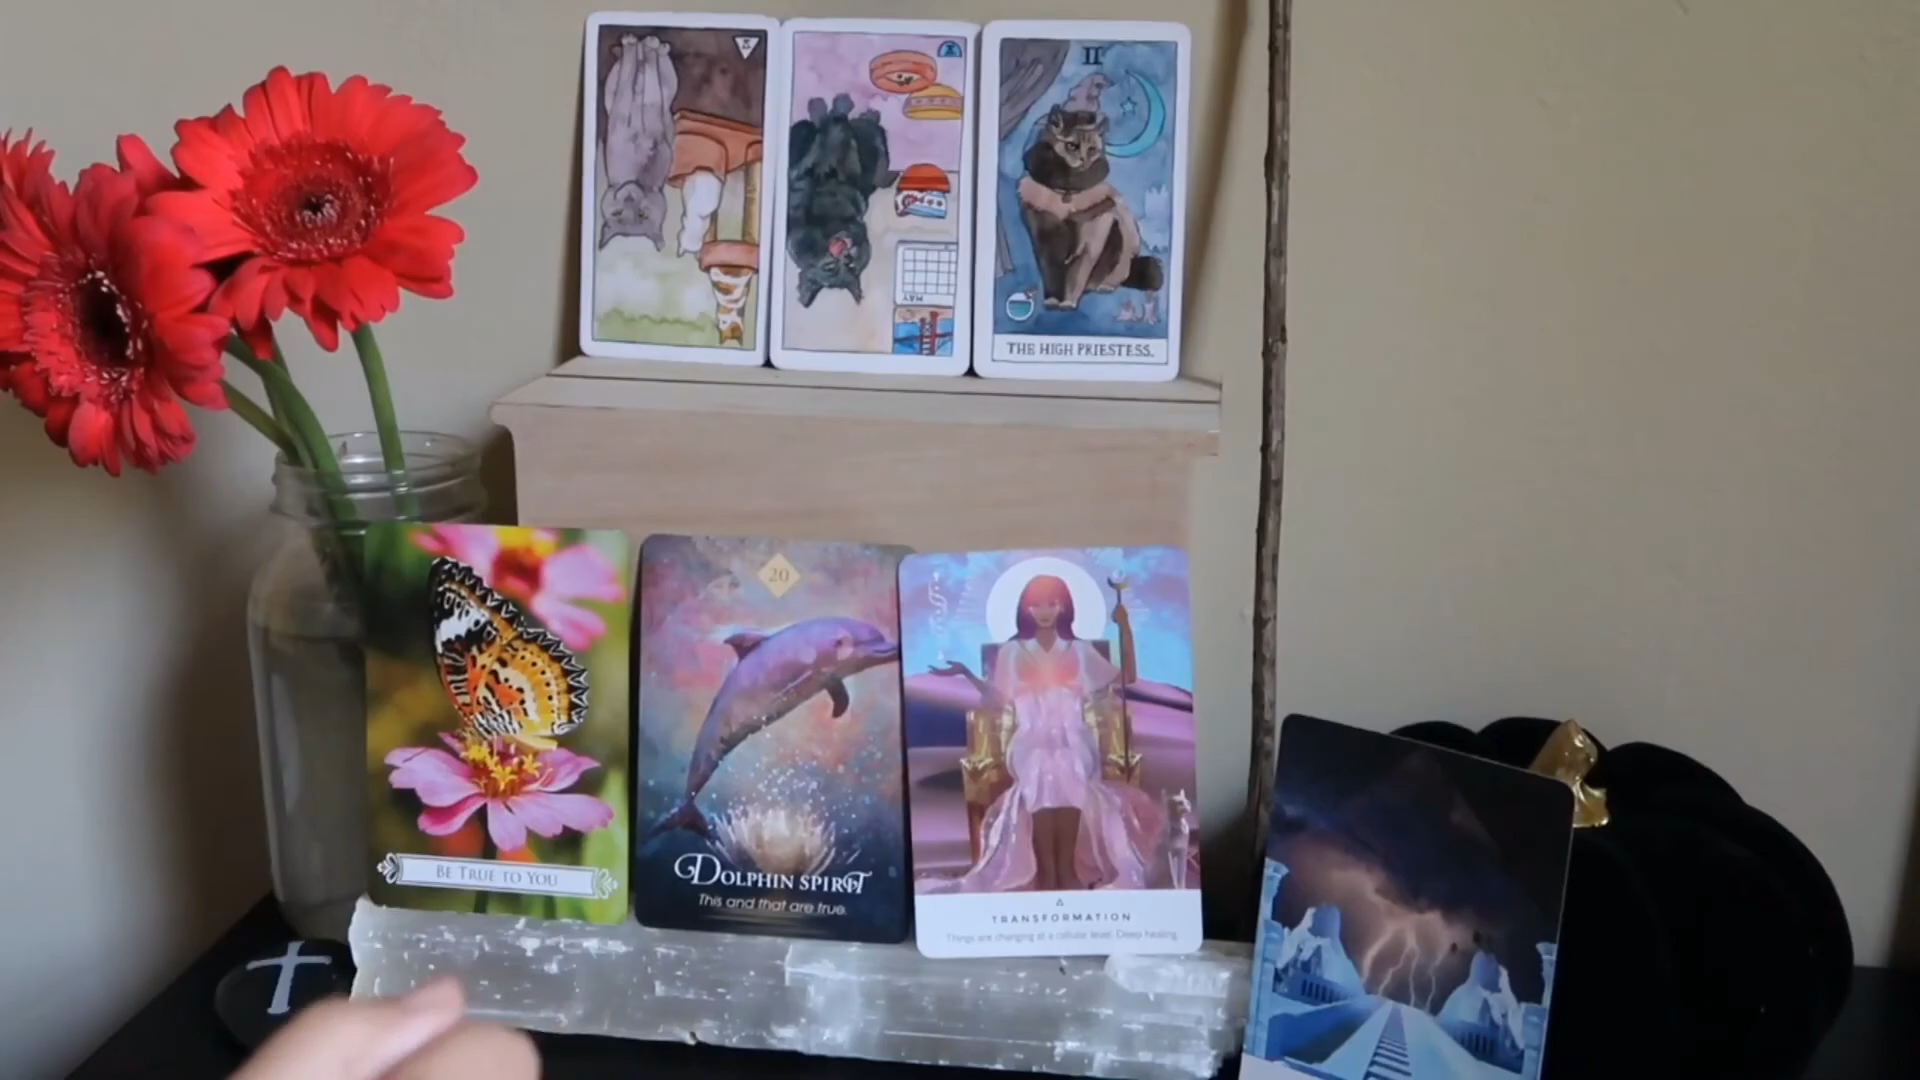 II
THE HIGH PRIESTESS.
MAY
BE TRUE TO YOU
20
DOLPHIN SPIRIT
This and that are true.
TRANSFORMATION
Things are changing at a cellular level. Deep healing.